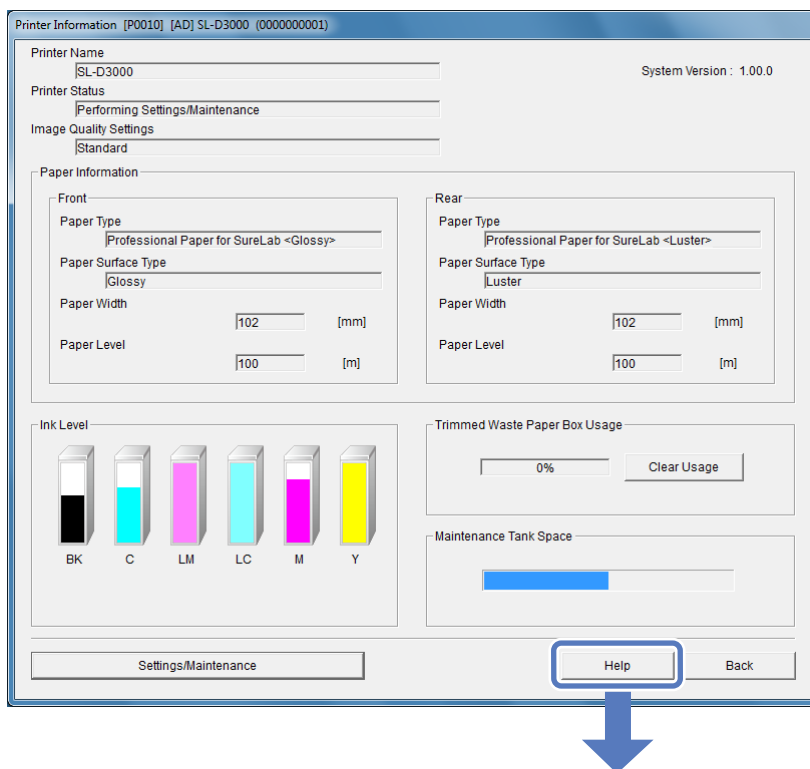 Printer Information [P0010] [AD] SL-D3000 (0000000001)
Printer Name
SL-D3000
System Version : 1.00.0
Printer Status
Performing Settings/Maintenance
Image Quality Settings
Standard
Paper Information
Front
Paper Type
Professional Paper for SureLab <Glossy>
Paper Surface Type
Glossy
Paper Width
102 [mm]
Paper Level
100 [m]
Rear
Paper Type
Professional Paper for SureLab <Luster>
Paper Surface Type
Luster
Paper Width
102 [mm]
Paper Level
100 [m]
Ink Level
BK C LM LC M Y
Trimmed Waste Paper Box Usage
0% Clear Usage
Maintenance Tank Space
Settings/Maintenance Help Back